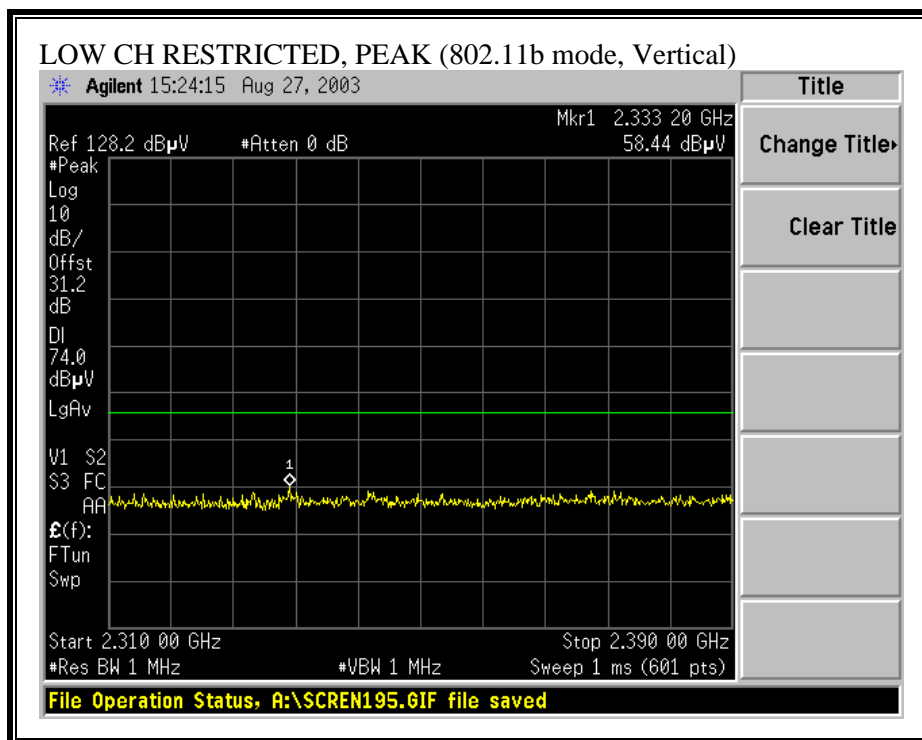 LOW CH RESTRICTED, PEAK (802.11b mode, Vertical)
Agilent 15:24:15 Aug 27, 2003
Title
Mkr1 2.333 20 GHz
Ref 128.2 dBµV #Atten 0 dB 58.44 dBµV
Change Title
Clear Title
#Peak
Log
10
dB/
Offst
31.2
dB
DI
74.0
dBµV
LgAv
1
V1 S2
S3 FC
AA
£(f):
FTun
Swp
Start 2.310 00 GHz Stop 2.390 00 GHz
#Res BW 1 MHz #VBW 1 MHz Sweep 1 ms (601 pts)
File Operation Status, A:\SCREN195.GIF file saved